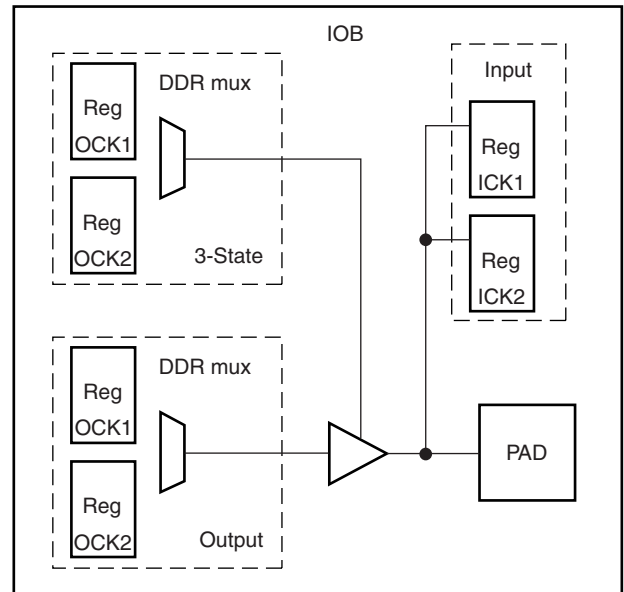 IOB
DDR mux
Reg
OCK1
Reg
OCK2
3-State
Input
Reg
ICK1
Reg
ICK2
DDR mux
Reg
OCK1
Reg
OCK2
Output
PAD